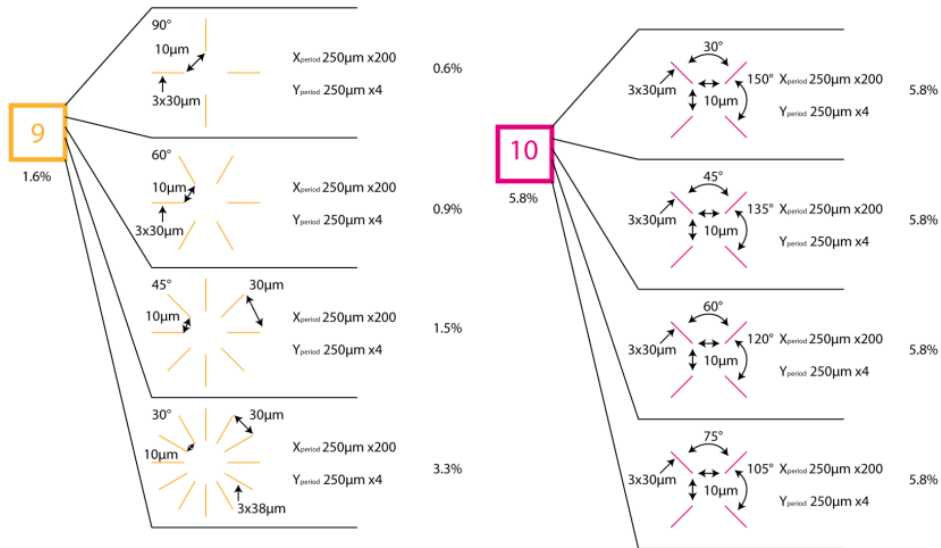 9
1.6%
90°
10µm
3x30µm
Xperiod 250µm x200
Yperiod 250µm x4
0.6%
60°
10µm
3x30µm
Xperiod 250µm x200
Yperiod 250µm x4
0.9%
45°
30µm
10µm
Xperiod 250µm x200
Yperiod 250µm x4
1.5%
30°
30µm
10µm
3x38µm
Xperiod 250µm x200
Yperiod 250µm x4
3.3%
10
5.8%
30°
3x30µm
10µm
150°
Xperiod 250µm x200
Yperiod 250µm x4
5.8%
45°
3x30µm
10µm
135°
Xperiod 250µm x200
Yperiod 250µm x4
5.8%
60°
3x30µm
10µm
120°
Xperiod 250µm x200
Yperiod 250µm x4
5.8%
75°
3x30µm
10µm
105°
Xperiod 250µm x200
Yperiod 250µm x4
5.8%